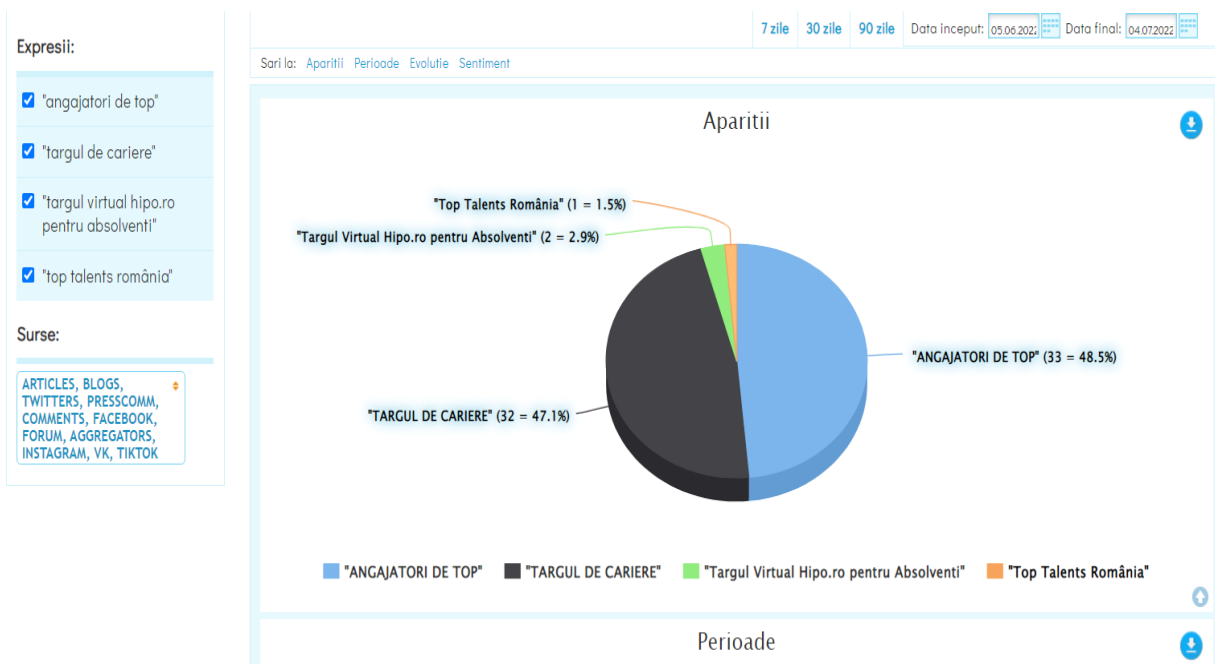 7 zile 30 zile 90 zile Data inceput: 05.06.2022 Data final: 04.07.2022
Sari la: Aparitii Perioade Evolutie Sentiment
Expresii:
"angajatori de top"
"targul de cariere"
"targul virtual hipo.ro
pentru absolventi"
"top talents românia"
Surse:
ARTICLES, BLOGS,
TWITTERS, PRESSCOMM,
COMMENTS, FACEBOOK,
FORUM, AGGREGATORS,
INSTAGRAM, VK, TIKTOK
Aparitii
"Top Talents România" (1 = 1.5%)
"Targul Virtual Hipo.ro pentru Absolventi" (2 = 2.9%)
"ANGAJATORI DE TOP" (33 = 48.5%)
"TARGUL DE CARIERE" (32 = 47.1%)
"ANGAJATORI DE TOP" "TARGUL DE CARIERE" "Targul Virtual Hipo.ro pentru Absolventi" "Top Talents România"
Perioade